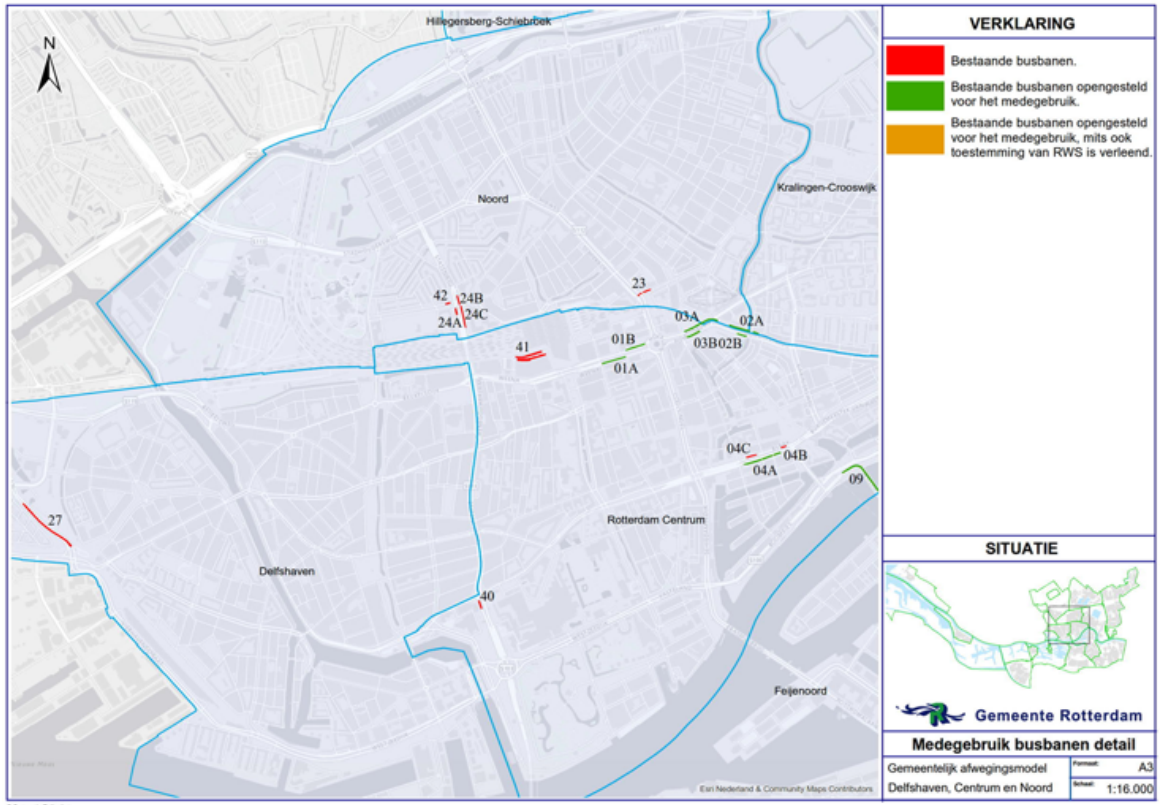 Hillegersberg-Schiebroek
N
Kralingen-Crooswijk
Noord
23
42
24B
24C
24A
03A
02A
01B
03B
02B
41
01A
04C
04B
04A
09
27
Rotterdam Centrum
Delfshaven
40
Feijenoord
Esri Nederland & Community Maps Contributors
VERKLARING
Bestaande busbanen.
Bestaande busbanen opengesteld
voor het medegebruik.
Bestaande busbanen opengesteld
voor het medegebruik, mits ook
toestemming van RWS is verleend.
SITUATIE
Gemeente Rotterdam
Medegebruik busbanen detail
Gemeentelijk afwegingsmodel
Formaat:
A3
Delfshaven, Centrum en Noord
Schaal:
1:16.000